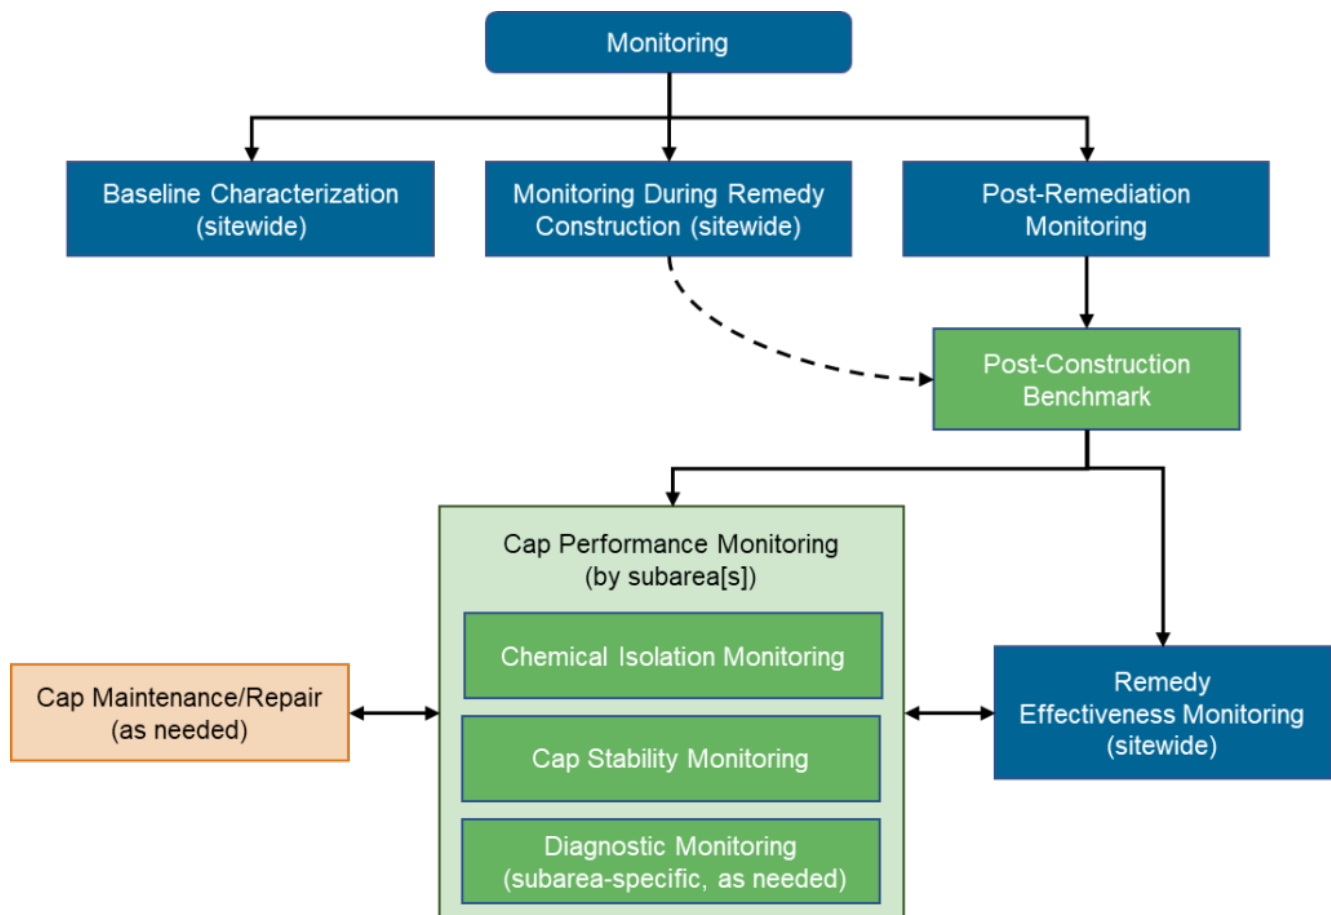 Monitoring
Baseline Characterization
(sitewide)
Monitoring During Remedy
Construction (sitewide)
Post-Remediation
Monitoring
Post-Construction
Benchmark
Cap Performance Monitoring
(by subarea[s])
Chemical Isolation Monitoring
Cap Stability Monitoring
Diagnostic Monitoring
(subarea-specific, as needed)
Cap Maintenance/Repair
(as needed)
Remedy
Effectiveness Monitoring
(sitewide)